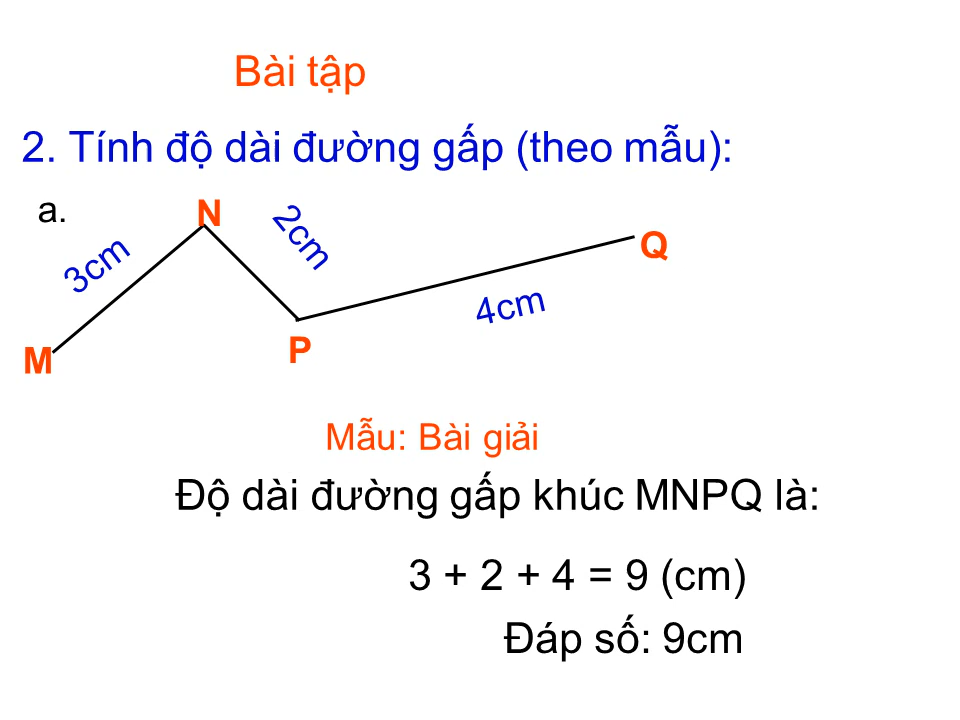 Bài tập
2. Tính độ dài đường gấp (theo mẫu):
a.
N
2cm
3cm
Q
4cm
P
M
Mẫu: Bài giải
Độ dài đường gấp khúc MNPQ là:
3 + 2 + 4 = 9 (cm)
Đáp số: 9cm